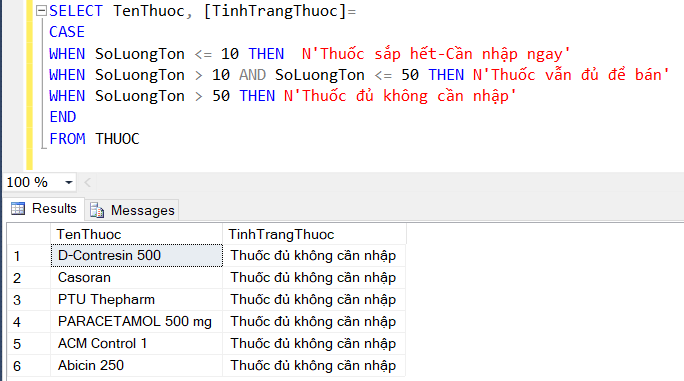 SELECT TenThuoc, [TinhTrangThuoc]=
CASE
WHEN SoLuongTon <= 10 THEN  N'Thuốc sắp hết-Cần nhập ngay'
WHEN SoLuongTon > 10 AND SoLuongTon <= 50 THEN N'Thuốc vẫn đủ để bán'
WHEN SoLuongTon > 50 THEN N'Thuốc đủ không cần nhập'
END
FROM THUOC
100 %
Results Messages
TenThuoc TinhTrangThuoc
1 D-Contresin 500 Thuốc đủ không cần nhập
2 Casoran Thuốc đủ không cần nhập
3 PTU Thepharm Thuốc đủ không cần nhập
4 PARACETAMOL 500 mg Thuốc đủ không cần nhập
5 ACM Control 1 Thuốc đủ không cần nhập
6 Abicin 250 Thuốc đủ không cần nhập